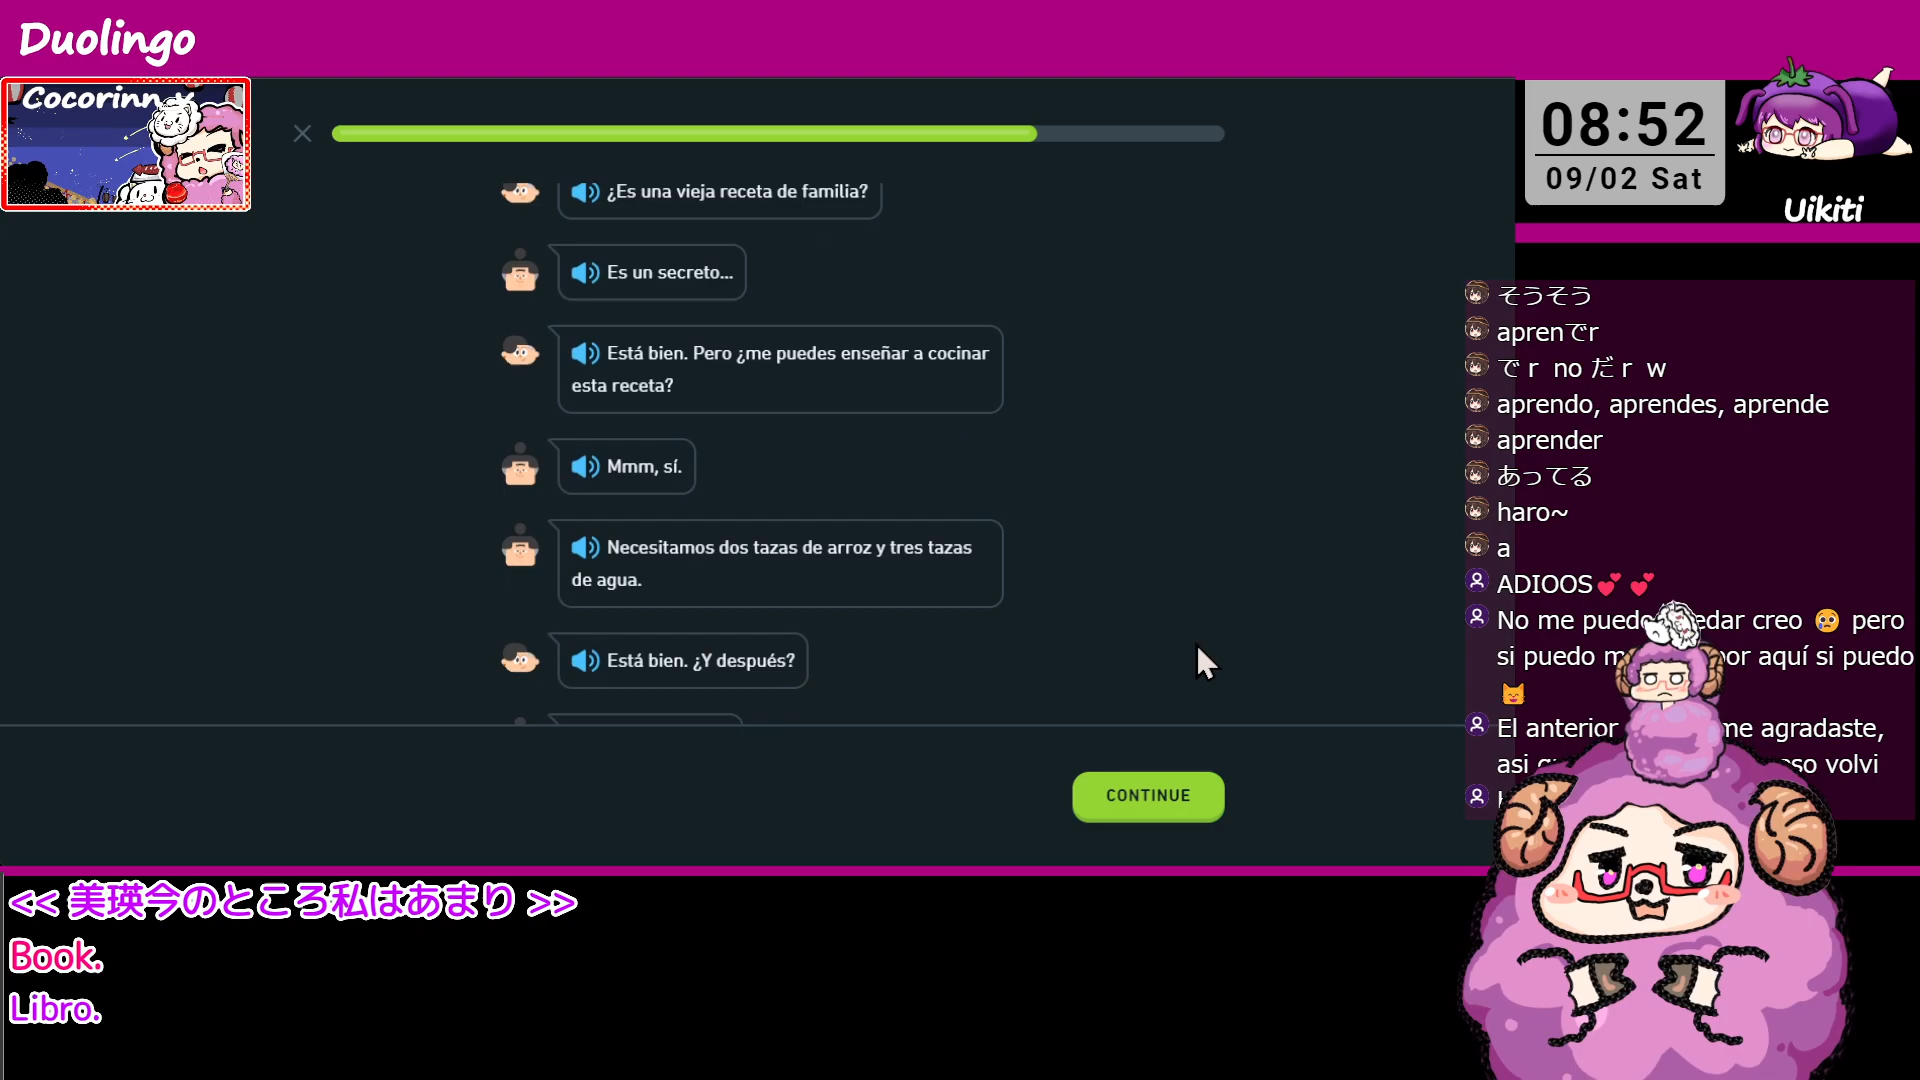 Duolingo
Cocorinn
08:52
09/02 Sat
Uikiti
¿Es una vieja receta de familia?
Es un secreto...
Está bien. Pero ¿me puedes enseñar a cocinar
esta receta?
Mmm, sí.
Necesitamos dos tazas de arroz y tres tazas
de agua.
Está bien. ¿Y después?
CONTINUE
そうそう
aprenでr
でｒ no だｒ ｗ
aprendo, aprendes, aprende
aprender
あってる
haro~
a
ADIOOS💕 💕
No me creo 😢 pero
si puedo por aquí si puedo
😸
El anterior me agradaste,
asi volvi
<< 美瑛今のところ私はあまり >>
Book.
Libro.